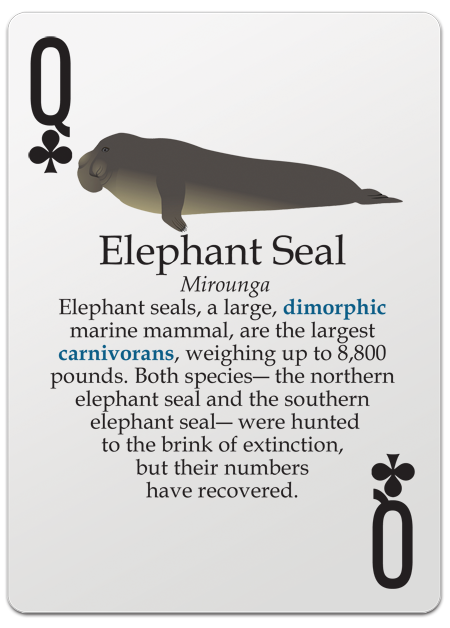 Q
Elephant Seal
Mirounga
Elephant seals, a large, dimorphic
marine mammal, are the largest
carnivorans, weighing up to 8,800
pounds. Both species— the northern
elephant seal and the southern
elephant seal— were hunted
to the brink of extinction,
but their numbers
have recovered.
Q